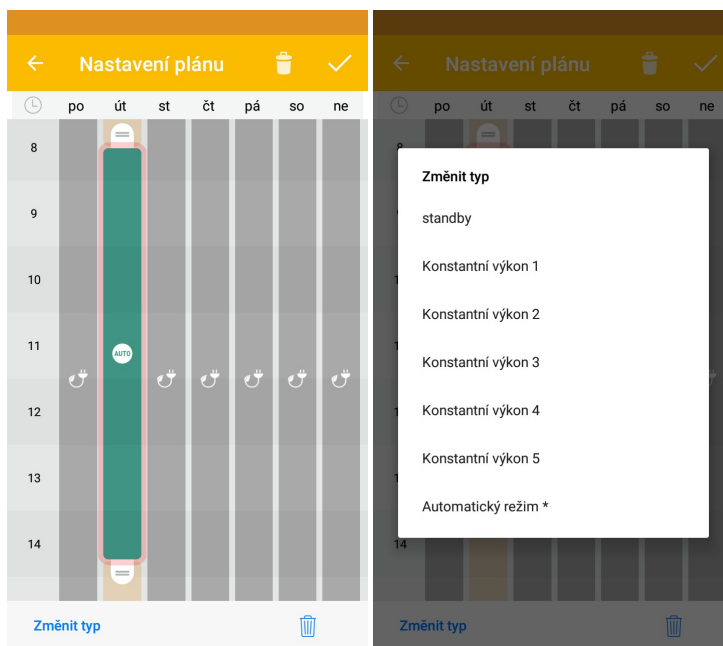 Nastavení plánu
po út st čt pá so ne
8
9
10
11
AUTO
12
13
14
Změnit typ
Nastavení plánu
po út st čt pá so ne
8
Změnit typ
standby
Konstantní výkon 1
Konstantní výkon 2
Konstantní výkon 3
Konstantní výkon 4
Konstantní výkon 5
Automatický režim *
14
Změnit typ